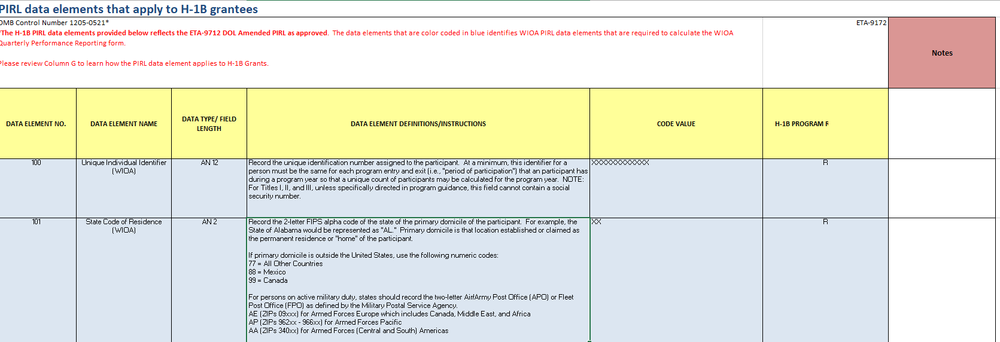 PIRL data elements that apply to H-1B grantees
OMB Control Number 1205-0521*
ETA-9172
*The H-1B PIRL data elements provided below reflects the ETA-9712 DOL Amended PIRL as approved.  The data elements that are color coded in blue identifies WIOA PIRL data elements that are required to calculate the WIOA
Quarterly Performance Reporting form.
Please review Column G to learn how the PIRL data element applies to H-1B Grants.
Notes
DATA ELEMENT NO.
DATA ELEMENT NAME
DATA TYPE/ FIELD
LENGTH
DATA ELEMENT DEFINITIONS/INSTRUCTIONS
CODE VALUE
H-1B PROGRAM R
100
Unique Individual Identifier
(WIOA)
AN 12
Record the unique identification number assigned to the participant.  At a minimum, this identifier for a
person must be the same for each program entry and exit (i.e., "period of participation") that an participant has
during a program year so that a unique count of participants may be calculated for the program year.  NOTE:
For Titles I, II, and III, unless specifically directed in program guidance, this field cannot contain a social
security number.
XXXXXXXXXXXX
R
101
State Code of Residence
(WIOA)
AN 2
Record the 2-letter FIPS alpha code of the state of the primary domicile of the participant.  For example, the
State of Alabama would be represented as "AL."  Primary domicile is that location established or claimed as
the permanent residence or "home" of the participant.
If primary domicile is outside the United States, use the following numeric codes:
77 = All Other Countries
88 = Mexico
99 = Canada
For persons on active military duty, states should record the two-letter Air/Army Post Office (APO) or Fleet
Post Office (FPO) as defined by the Military Postal Service Agency.
AE (ZIPs 09xxx) for Armed Forces Europe which includes Canada, Middle East, and Africa
AP (ZIPs 962xx - 966xx) for Armed Forces Pacific
AA (ZIPs 340xx) for Armed Forces (Central and South) Americas
XX
R